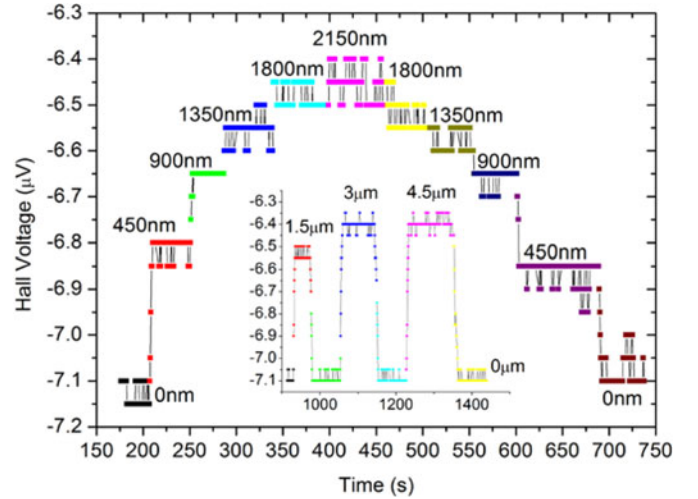 -6.3
-6.4
-6.5
-6.6
-6.7
-6.8
-6.9
-7.0
-7.1
-7.2
Hall Voltage (μV)
2150nm
1800nm
1800nm
1350nm
1350nm
900nm
900nm
450nm
450nm
0nm
0nm
-6.3
-6.4
-6.5
-6.6
-6.7
-6.8
-6.9
-7.0
-7.1
1.5μm
3μm
4.5μm
0μm
1000 1200 1400
150 200 250 300 350 400 450 500 550 600 650 700 750
Time (s)